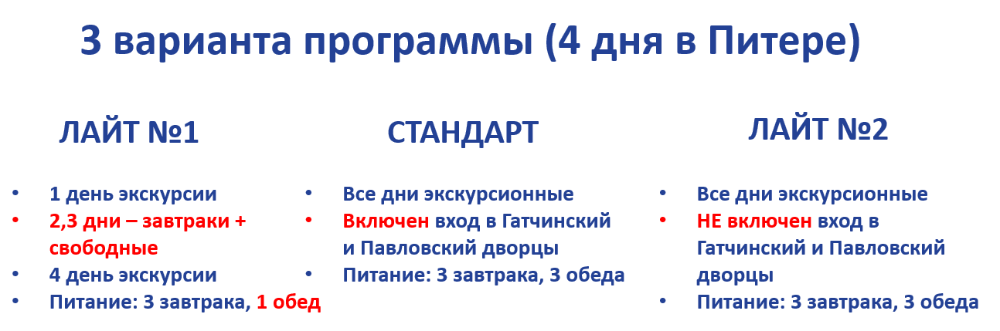 3 варианта программы (4 дня в Питере)
ЛАЙТ №1
• 1 день экскурсии
• 2,3 дни – завтраки +
свободные
• 4 день экскурсии
• Питание: 3 завтрака, 1 обед
СТАНДАРТ
• Все дни экскурсионные
• Включен вход в Гатчинский
и Павловский дворцы
• Питание: 3 завтрака, 3 обеда
ЛАЙТ №2
• Все дни экскурсионные
• НЕ включен вход в
Гатчинский и Павловский
дворцы
• Питание: 3 завтрака, 3 обеда